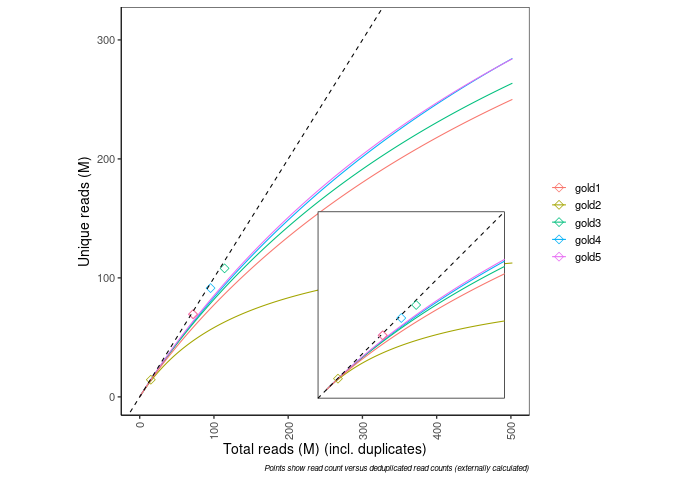 300
200
100
0
Unique reads (M)
0
100
200
300
400
500
Total reads (M) (incl. duplicates)
Points show read count versus deduplicated read counts (externally calculated)
gold1
gold2
gold3
gold4
gold5